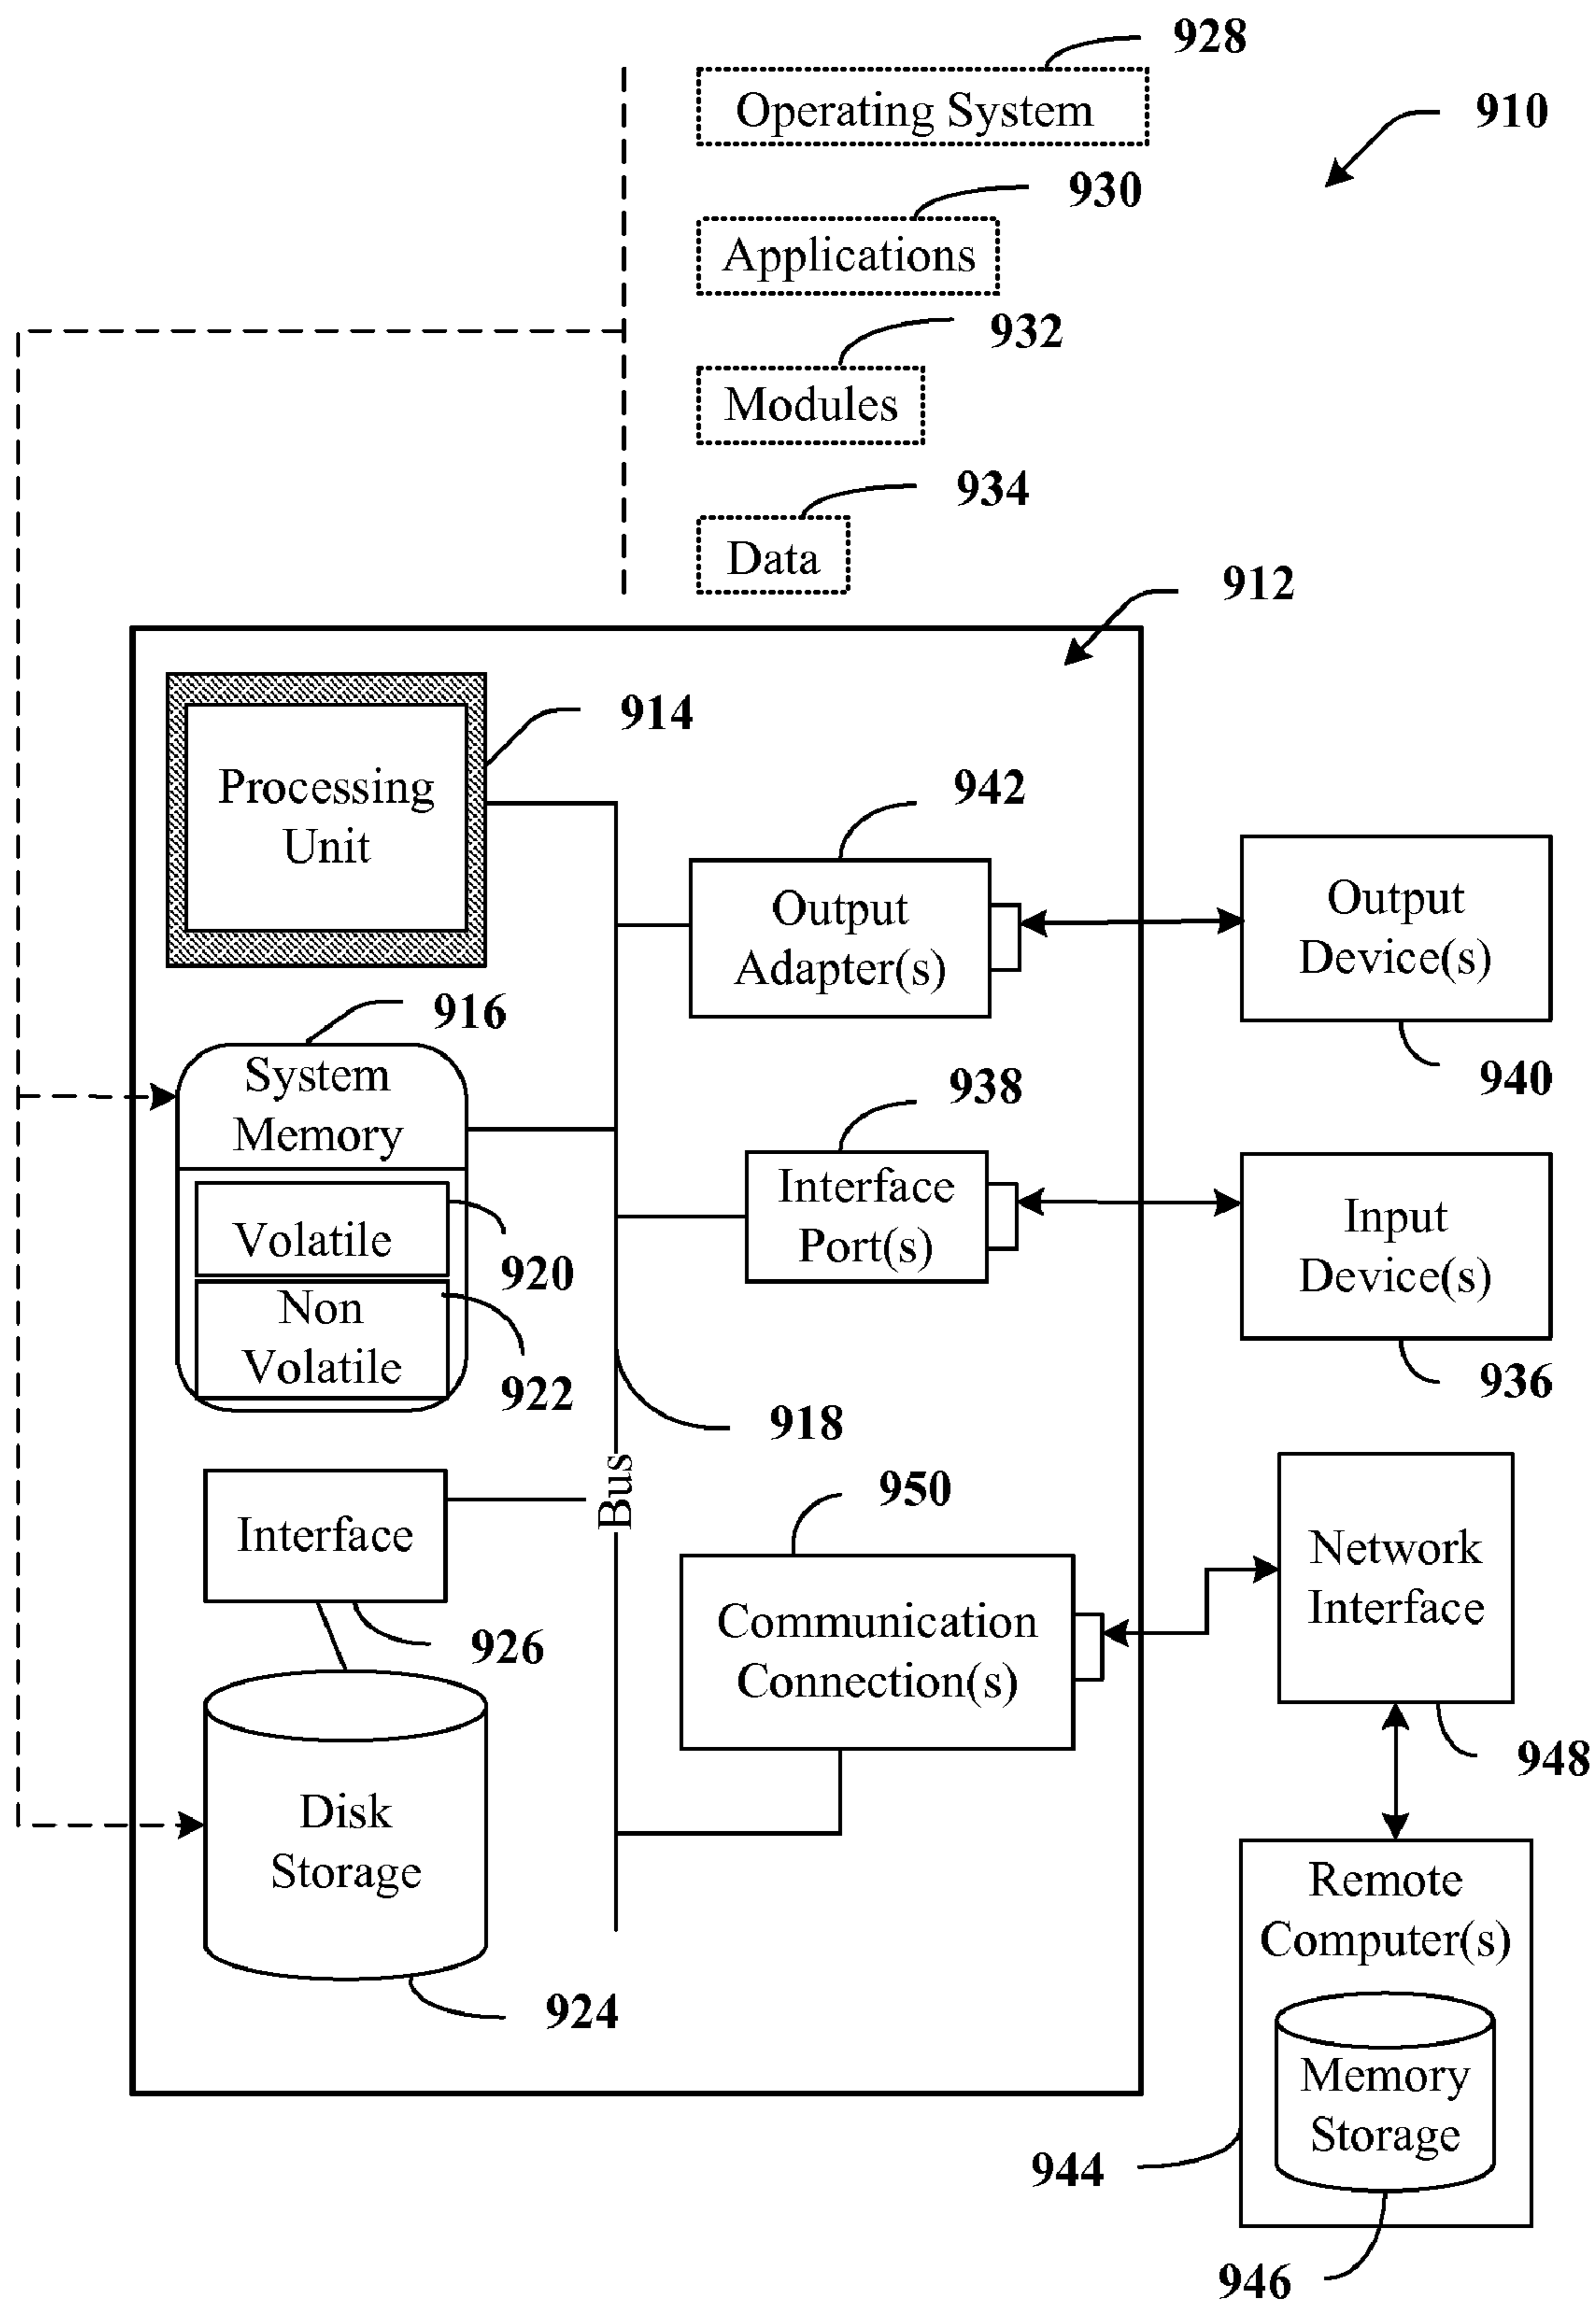 928
Operating System
910
930
Applications
932
Modules
934
Data
912
914
Processing
Unit
942
Output
Adapter(s)
Output
Device(s)
940
916
System
Memory
938
Interface
Port(s)
Input
Device(s)
936
Volatile
920
Non
Volatile
922
918
Bus
Interface
926
950
Communication
Connection(s)
Network
Interface
948
Disk
Storage
924
Remote
Computer(s)
Memory
Storage
944
946